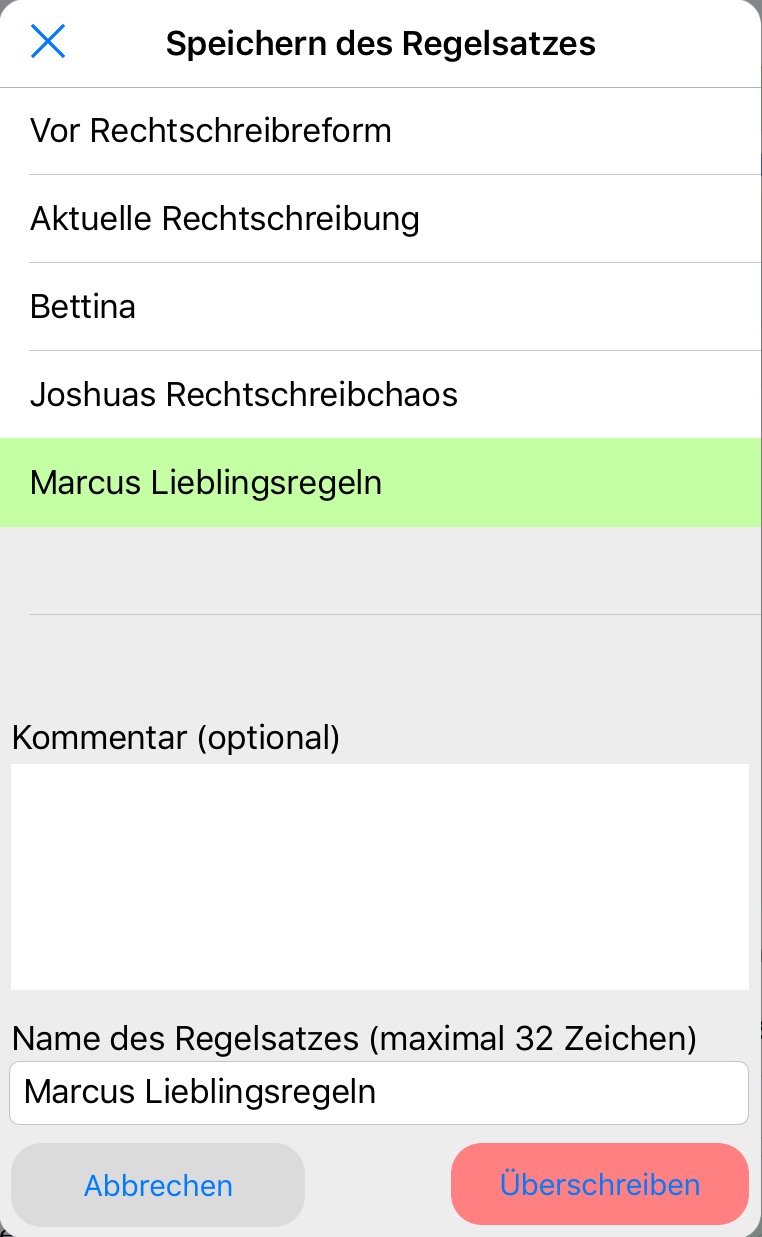 Speichern des Regelsatzes
Vor Rechtschreibreform
Aktuelle Rechtschreibung
Bettina
Joshuas Rechtschreibchaos
Marcus Lieblingsregeln
Kommentar (optional)
Name des Regelsatzes (maximal 32 Zeichen)
Marcus Lieblingsregeln
Abbrechen
Überschreiben